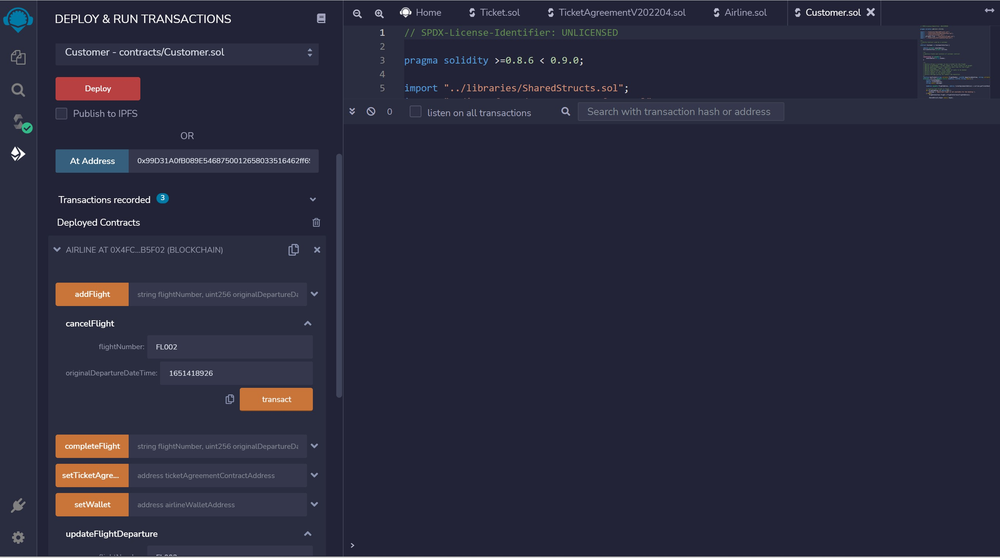 DEPLOY & RUN TRANSACTIONS
Customer - contracts/Customer.sol
Deploy
Publish to IPFS
OR
At Address
0x99D31A0fB089E5468750012658033516462ff6
Transactions recorded 3
Deployed Contracts
AIRLINE AT 0X4FC...B5F02 (BLOCKCHAIN)
addFlight string flightNumber, uint256 originalDepartureDa
cancelFlight
flightNumber: FL002
originalDepartureDateTime: 1651418926
transact
completeFlight string flightNumber, uint256 originalDepartureDa
setTicketAgre... address ticketAgreementContractAddress
setWallet address airlineWalletAddress
updateFlightDeparture
Home Ticket.sol TicketAgreementV202204.sol Airline.sol Customer.sol
1 // SPDX-License-Identifier: UNLICENSED
2
3 pragma solidity >=0.8.6 < 0.9.0;
4
5 import "../libraries/SharedStructs.sol";
0 listen on all transactions Search with transaction hash or address
>